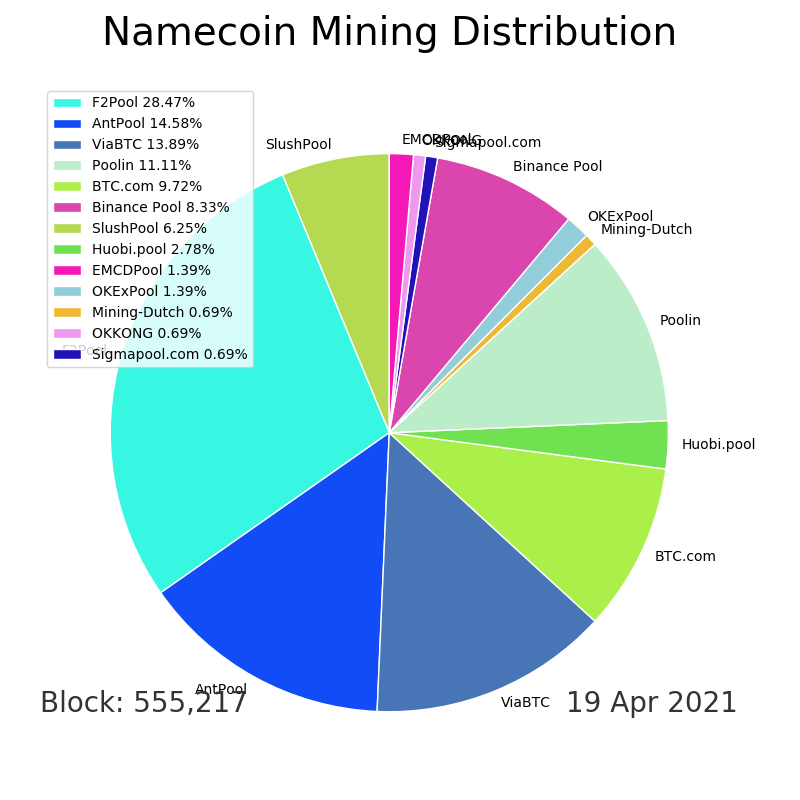 Namecoin Mining Distribution
F2Pool 28.47%
AntPool 14.58%
ViaBTC 13.89%
Poolin 11.11%
BTC.com 9.72%
Binance Pool 8.33%
SlushPool 6.25%
Huobi.pool 2.78%
EMCDPool 1.39%
OKExPool 1.39%
Mining-Dutch 0.69%
OKKONG 0.69%
Sigmapool.com 0.69%
EMCDPool
OKKONG
Sigmapool.com
SlushPool
Binance Pool
OKExPool
Mining-Dutch
Poolin
F2Pool
Huobi.pool
BTC.com
AntPool
ViaBTC
Block: 555,217
19 Apr 2021